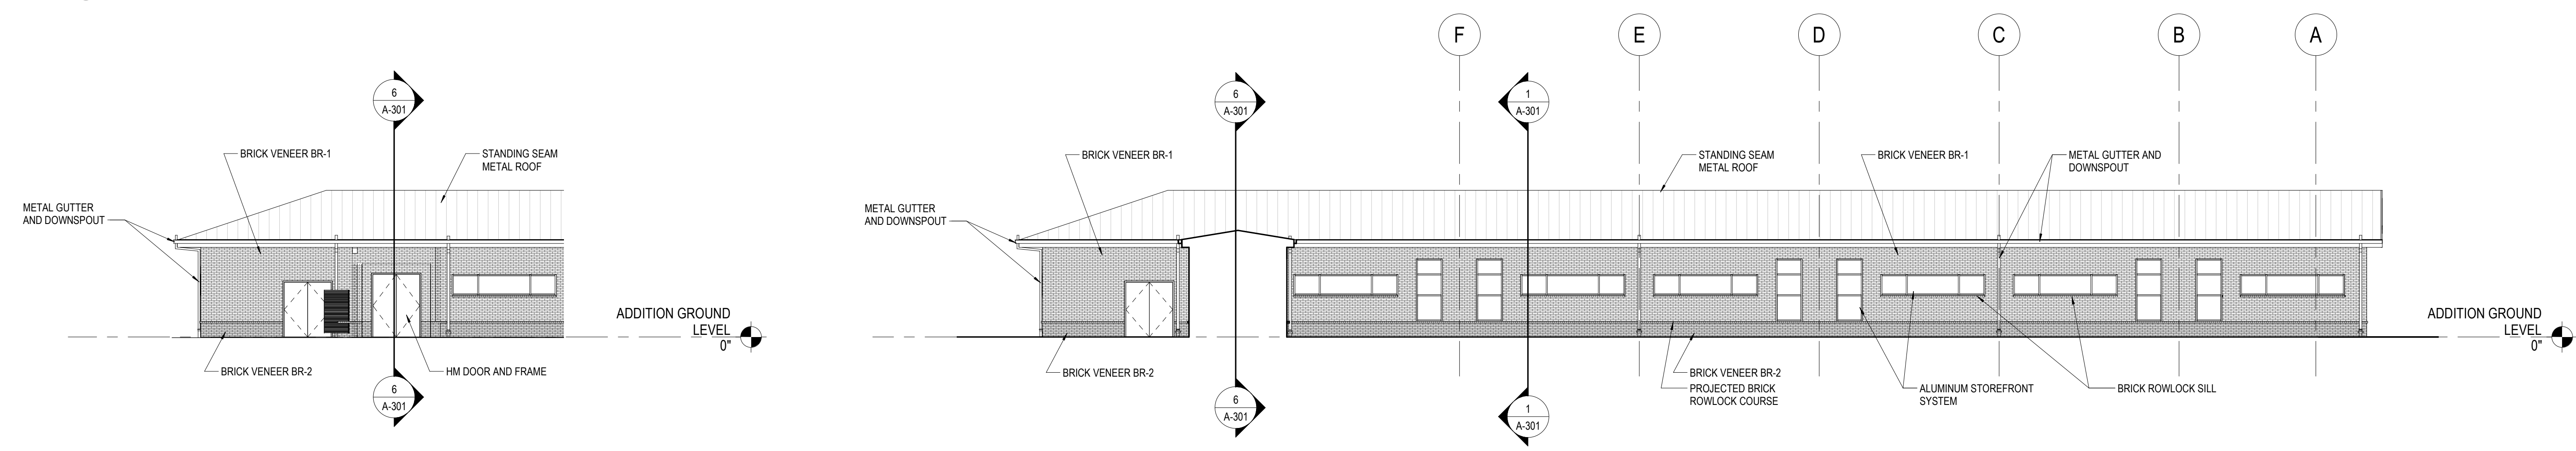 6
A-301
BRICK VENEER BR-1
STANDING SEAM
METAL ROOF
METAL GUTTER
AND DOWNSPOUT
ADDITION GROUND
LEVEL
0"
BRICK VENEER BR-2
HM DOOR AND FRAME
6
A-301
F
E
D
C
B
A
6
A-301
1
A-301
BRICK VENEER BR-1
STANDING SEAM
METAL ROOF
BRICK VENEER BR-1
METAL GUTTER AND
DOWNSPOUT
METAL GUTTER
AND DOWNSPOUT
ADDITION GROUND
LEVEL
0"
BRICK VENEER BR-2
BRICK VENEER BR-2
PROJECTED BRICK
ROWLOCK COURSE
ALUMINUM STOREFRONT
SYSTEM
BRICK ROWLOCK SILL
6
A-301
1
A-301